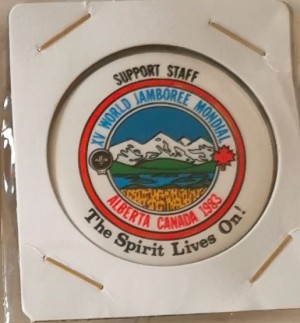 SUPPORT STAFF
XV WORLD JAMBOREE MONDIAL
ALBERTA CANADA 1983
The Spirit Lives On!